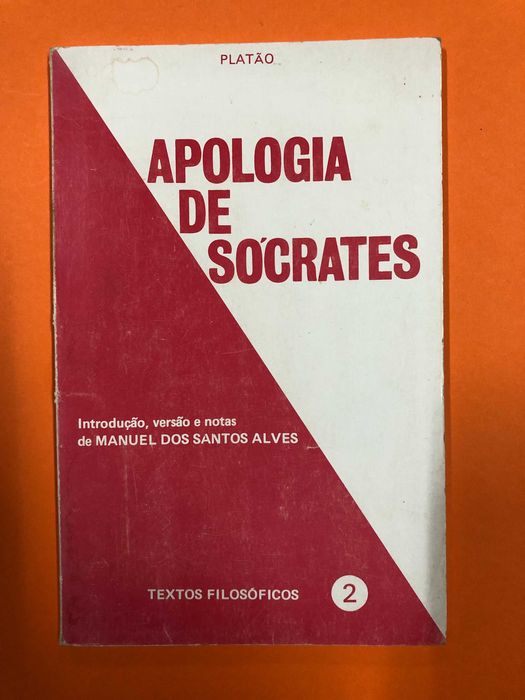 PLATÃO
APOLOGIA
DE
SÓCRATES
Introdução, versão e notas
de MANUEL DOS SANTOS ALVES
TEXTOS FILOSÓFICOS 2